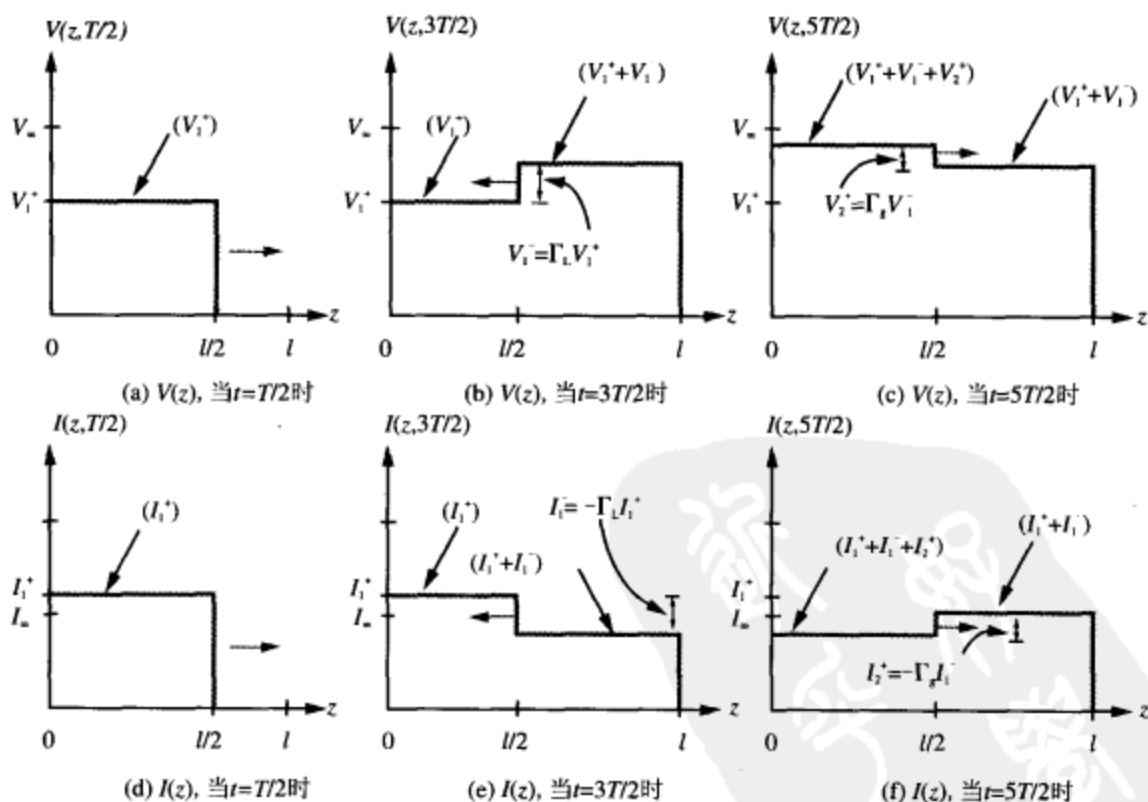 V(z,T/2)
V∞
V₁⁺
(V₁⁺)
0
l/2
l
z
(a) V(z), 当t=T/2时
V(z,3T/2)
V∞
V₁⁺
(V₁⁺)
(V₁⁺+V₁⁻)
V₁⁻=Γ_L V₁⁺
0
l/2
l
z
(b) V(z), 当t=3T/2时
V(z,5T/2)
V∞
V₁⁺
(V₁⁺+V₁⁻+V₂⁺)
(V₁⁺+V₁⁻)
V₂⁺=Γ_g V₁⁻
0
l/2
l
z
(c) V(z), 当t=5T/2时
I(z,T/2)
(I₁⁺)
I₁⁺
I∞
0
l/2
l
z
(d) I(z), 当t=T/2时
I(z,3T/2)
(I₁⁺)
I₁⁻=-Γ_L I₁⁺
(I₁⁺+I₁⁻)
I₁⁺
I∞
0
l/2
l
z
(e) I(z), 当t=3T/2时
I(z,5T/2)
(I₁⁺+I₁⁻+I₂⁺)
(I₁⁺+I₁⁻)
I₁⁺
I∞
I₂⁺=-Γ_g I₁⁻
0
l/2
l
z
(f) I(z), 当t=5T/2时